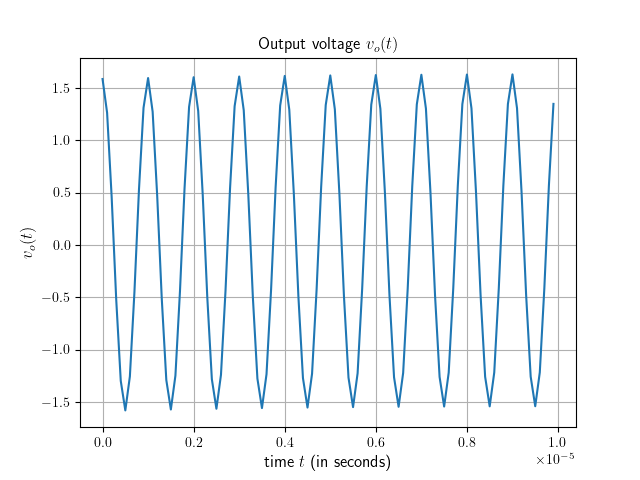 Output voltage $v_o(t)$
$v_o(t)$
1.5
1.0
0.5
0.0
−0.5
−1.0
−1.5
0.0 0.2 0.4 0.6 0.8 1.0
×10⁻⁵
time $t$ (in seconds)